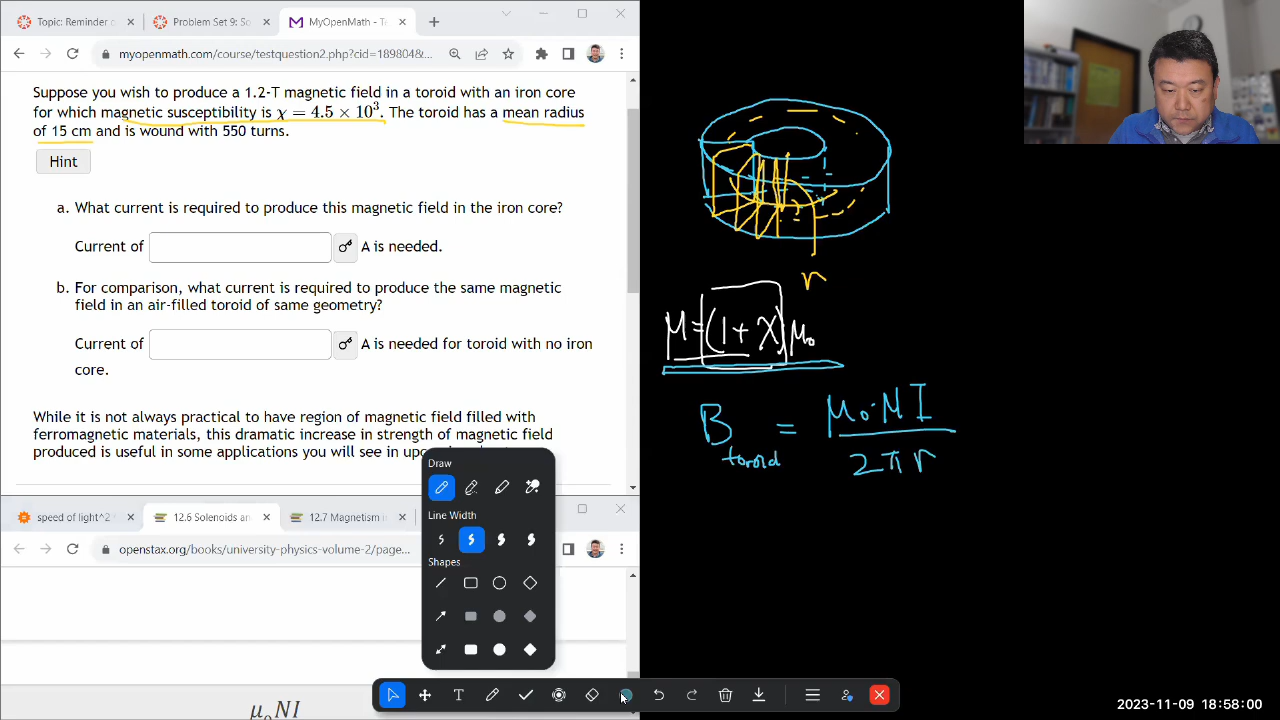 Topic: Reminder o
Problem Set 9: So
MyOpenMath - Te
myopenmath.com/course/testquestion2.php?cid=189804&...
Suppose you wish to produce a 1.2-T magnetic field in a toroid with an iron core
for which magnetic susceptibility is χ = 4.5 × 10³. The toroid has a mean radius
of 15 cm and is wound with 550 turns.
Hint
a. What current is required to produce this magnetic field in the iron core?
Current of A is needed.
b. For comparison, what current is required to produce the same magnetic
field in an air-filled toroid of same geometry?
Current of A is needed for toroid with no iron
core.
While it is not always practical to have region of magnetic field filled with
ferromagnetic materials, this dramatic increase in strength of magnetic field
produced is useful in some applications you will see in
speed of light^2
12.6 Solenoids an
12.7 Magnetism i
openstax.org/books/university-physics-volume-2/page...
μ₀NI
Draw
Line Width
Shapes
r
μ=(1+χ)μ₀
B toroid = μ₀·NI / 2πr
2023-11-09 18:58:00